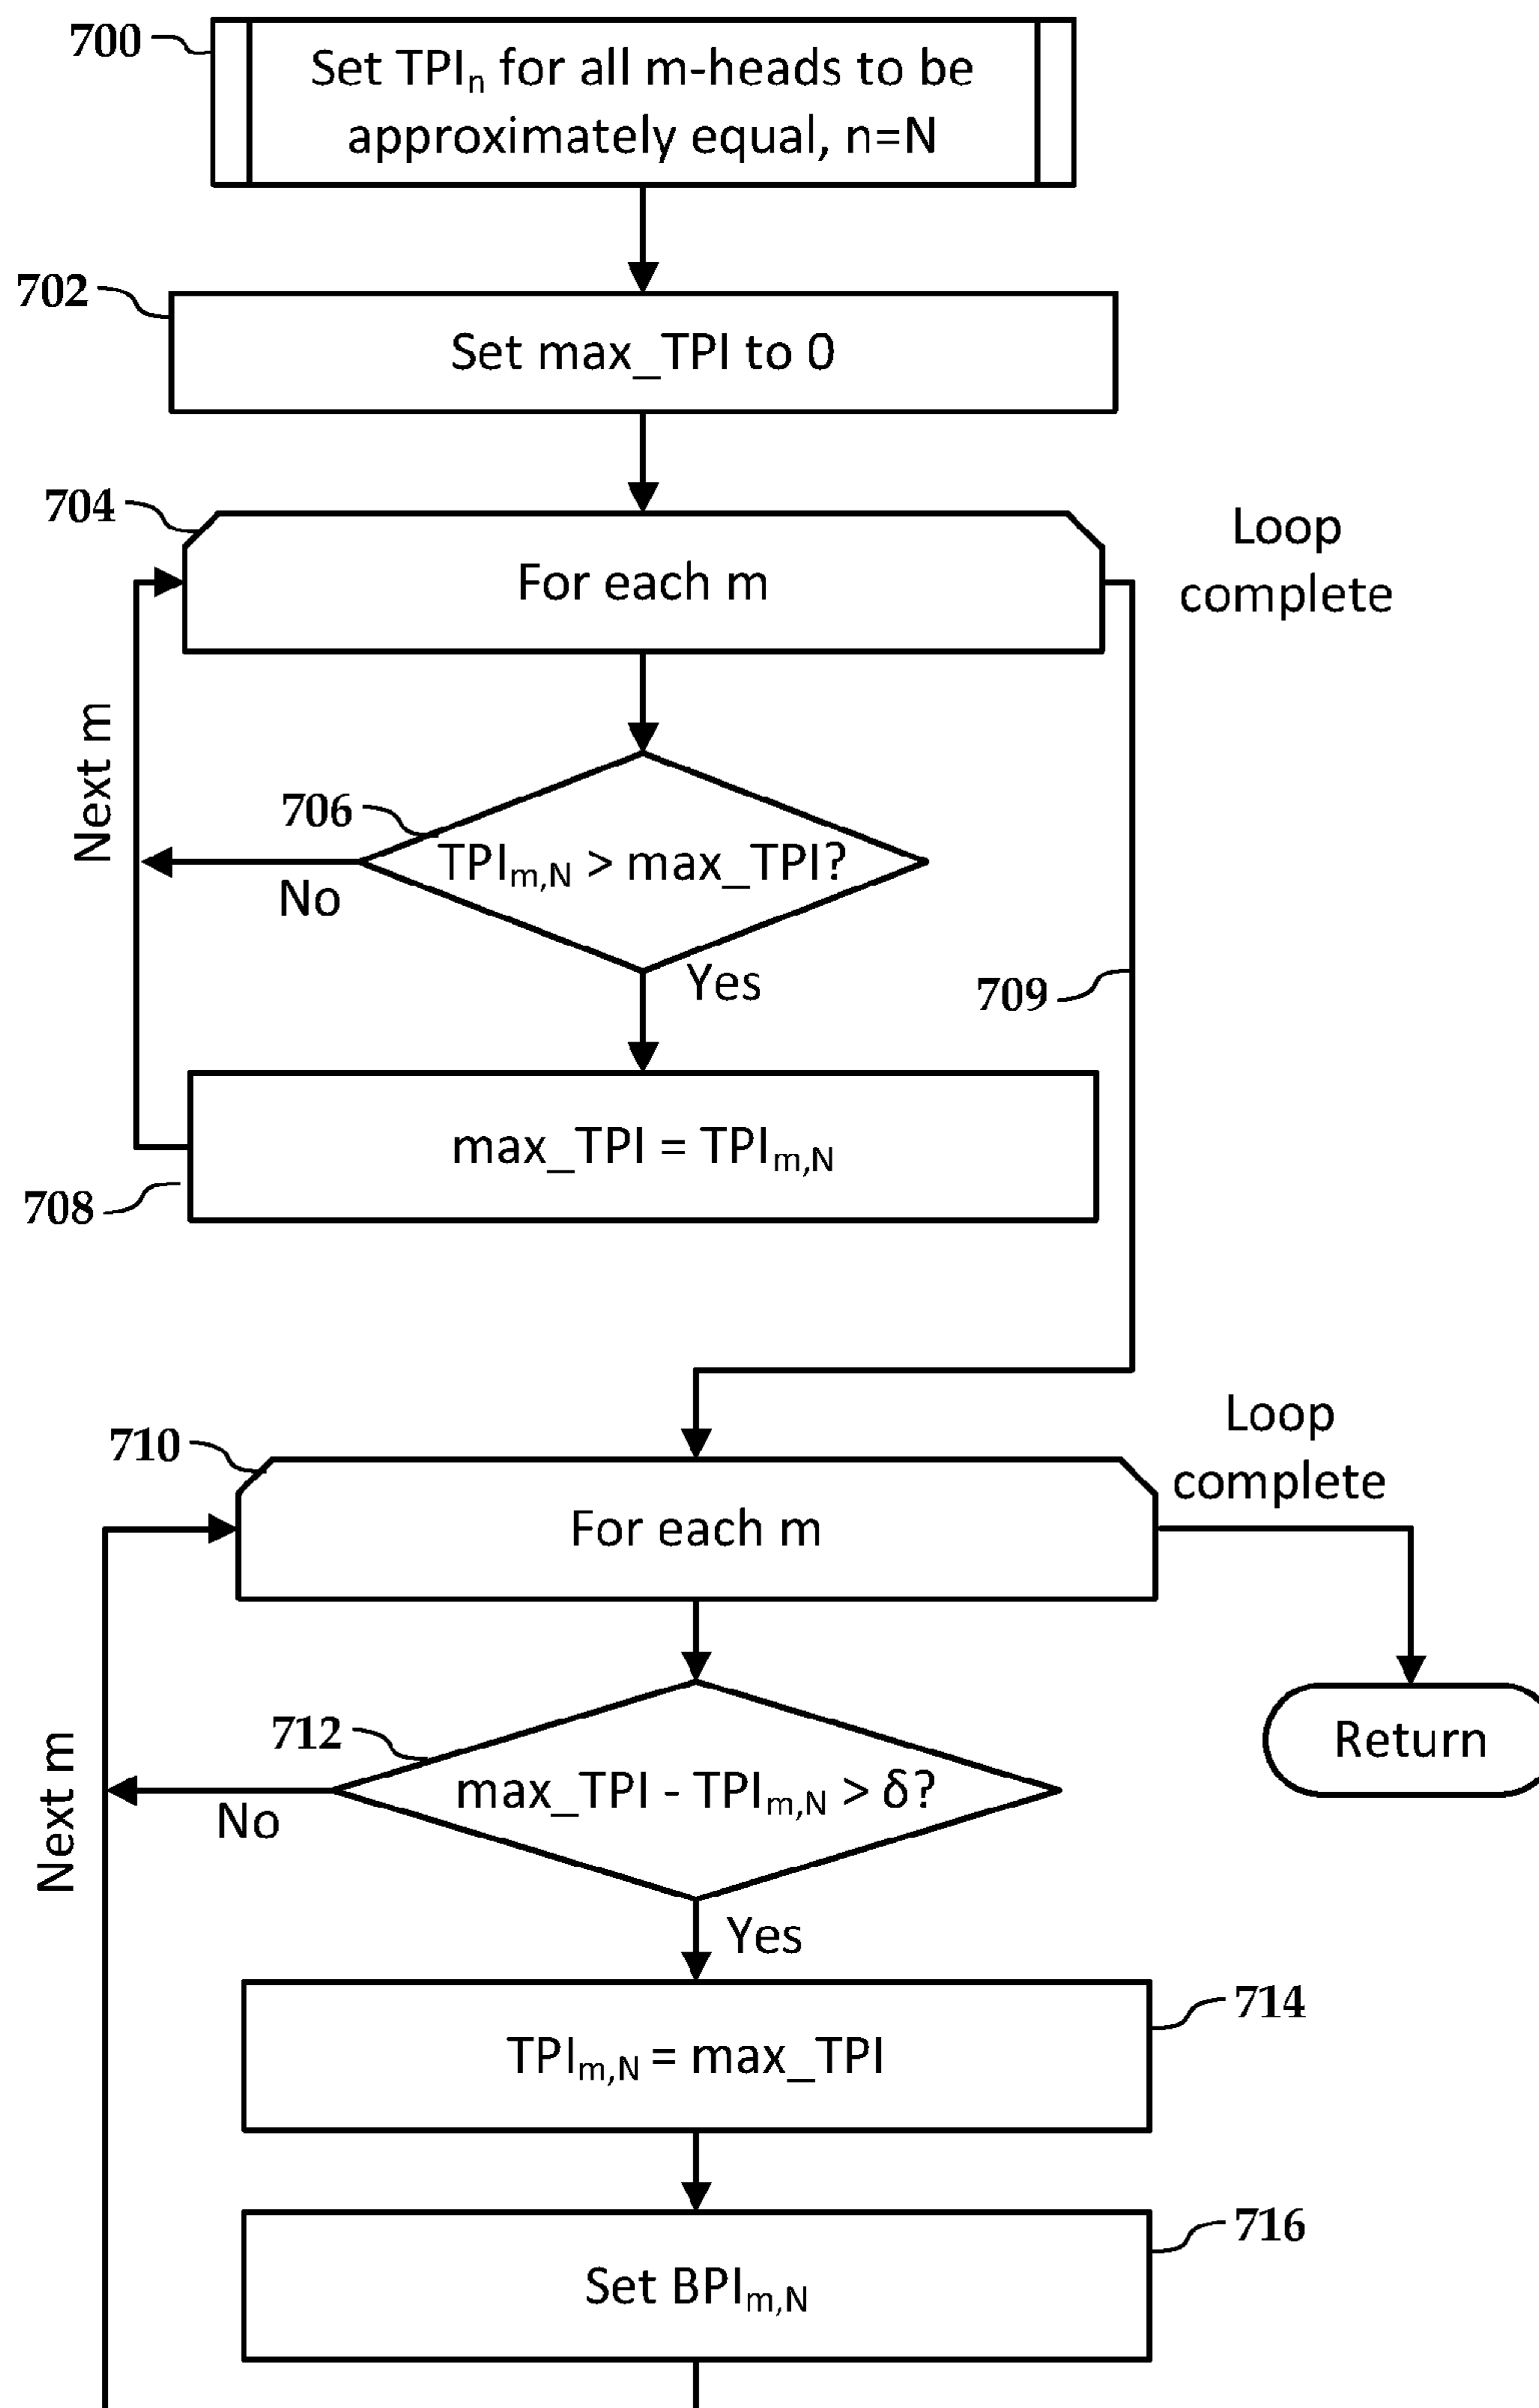 700
Set TPIn for all m-heads to be
approximately equal, n=N
702
Set max_TPI to 0
704
For each m
Loop
complete
Next m
706
TPIm,N > max_TPI?
No
Yes
709
max_TPI = TPIm,N
708
710
For each m
Loop
complete
Next m
712
max_TPI - TPIm,N > δ?
No
Return
Yes
714
TPIm,N = max_TPI
716
Set BPIm,N